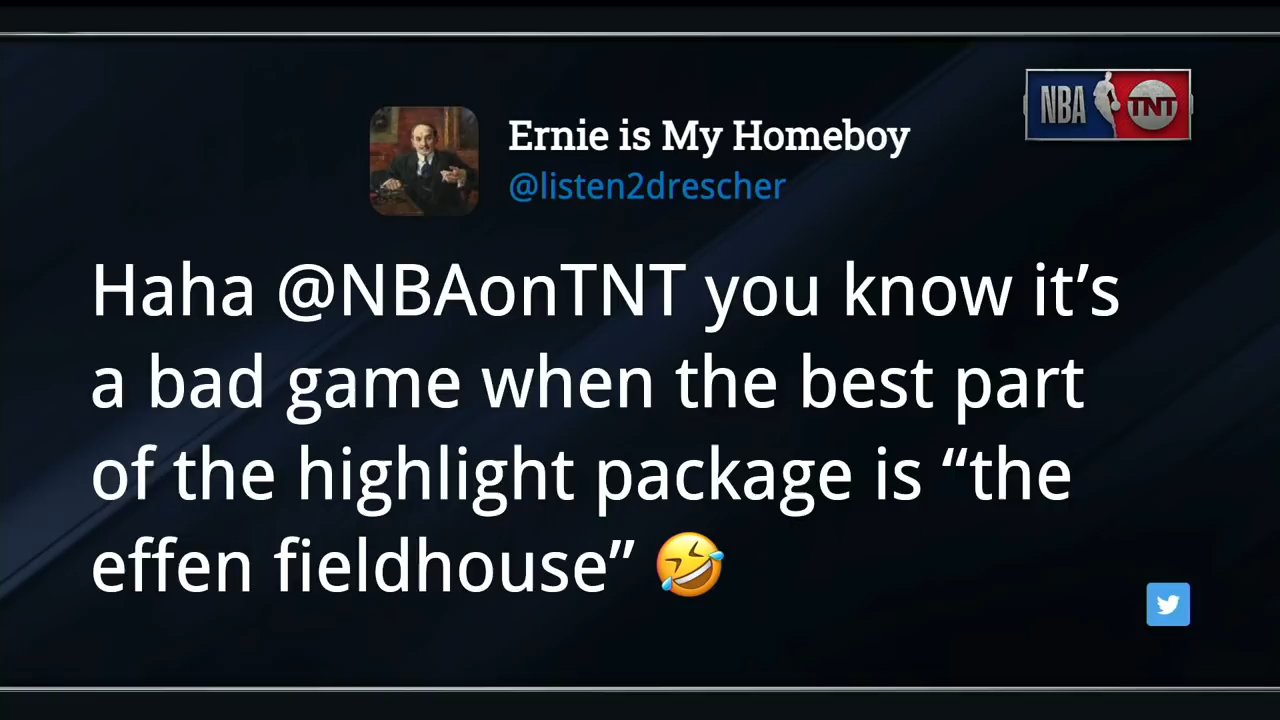 NBA TNT
Ernie is My Homeboy
@listen2drescher
Haha @NBAonTNT you know it’s
a bad game when the best part
of the highlight package is “the
effen fieldhouse” 🤣